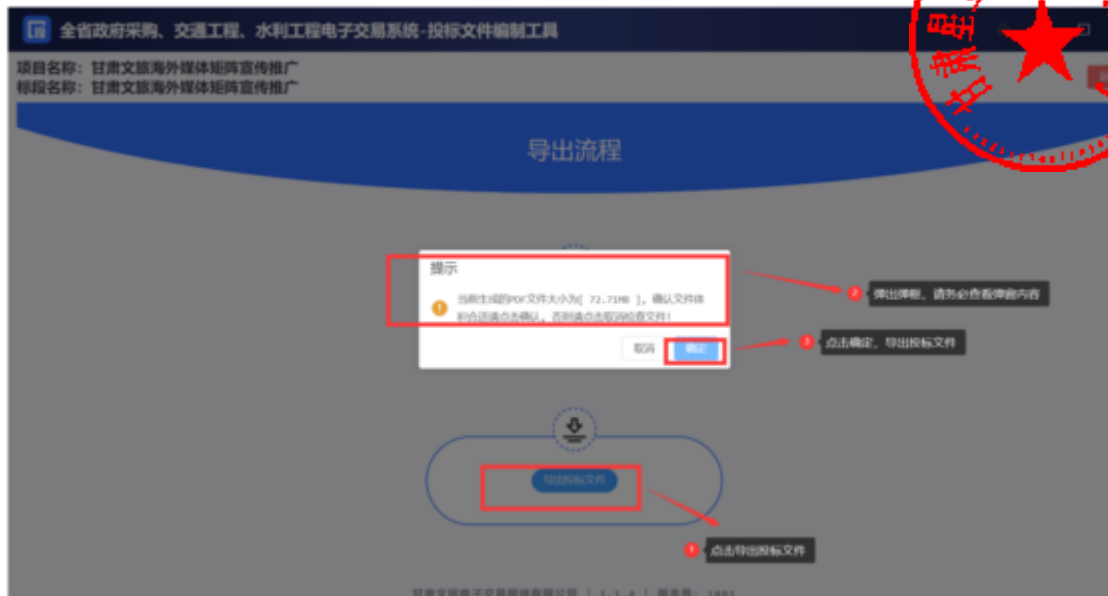 全省政府采购、交通工程、水利工程电子交易系统-投标文件编制工具
项目名称：甘肃文旅海外媒体矩阵宣传推广
标段名称：甘肃文旅海外媒体矩阵宣传推广
导出流程
提示
当前生成的PDF文件大小为[ 72.71MB ]，确认文件体
积合适请点击确认，否则请点击取消检查文件！
取消 确定
2 弹出弹框，请务必查看弹窗内容
3 点击确定，导出投标文件
导出投标文件
1 点击导出投标文件